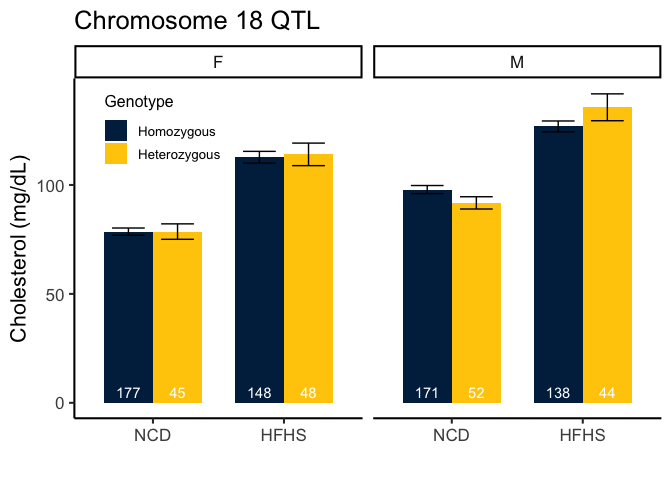 Chromosome 18 QTL
F
M
Genotype
Homozygous
Heterozygous
Cholesterol (mg/dL)
100
50
0
177 45 148 48
171 52 138 44
NCD HFHS
NCD HFHS